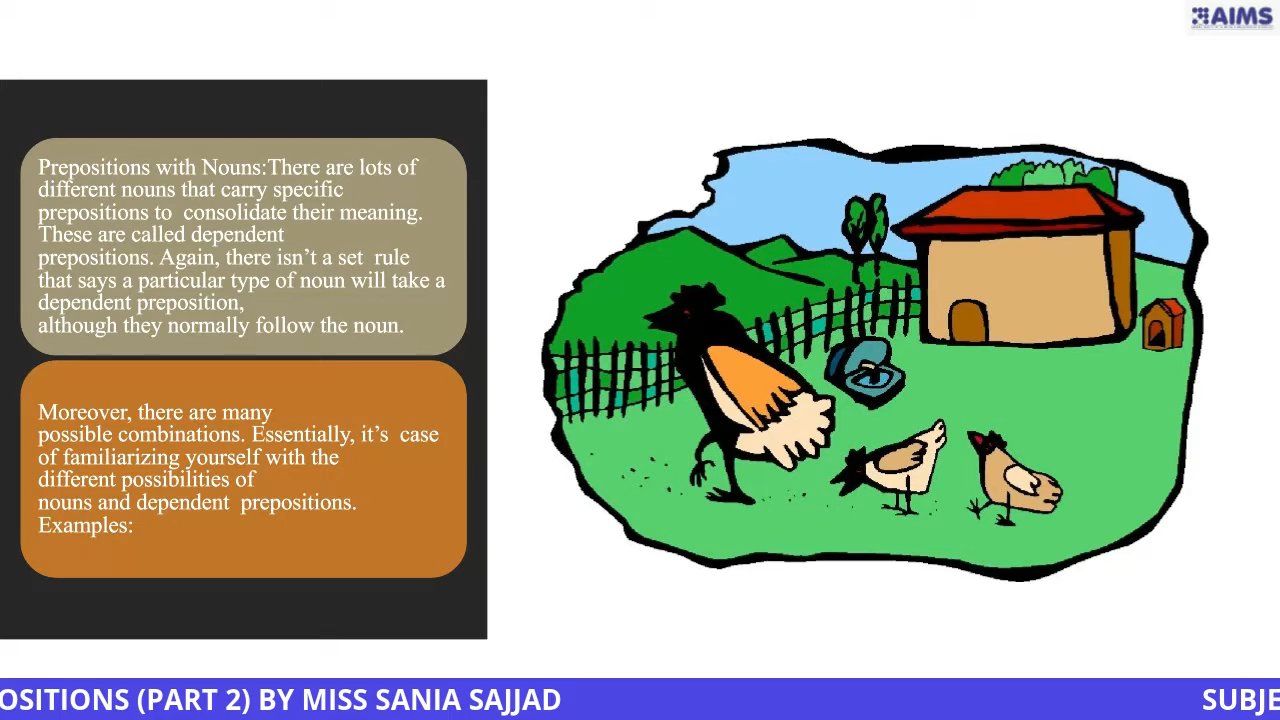 AIMS
Prepositions with Nouns:There are lots of
different nouns that carry specific
prepositions to consolidate their meaning.
These are called dependent
prepositions. Again, there isn’t a set rule
that says a particular type of noun will take a
dependent preposition,
although they normally follow the noun.
Moreover, there are many
possible combinations. Essentially, it’s case
of familiarizing yourself with the
different possibilities of
nouns and dependent prepositions.
Examples:
OSITIONS (PART 2) BY MISS SANIA SAJJAD
SUBJE